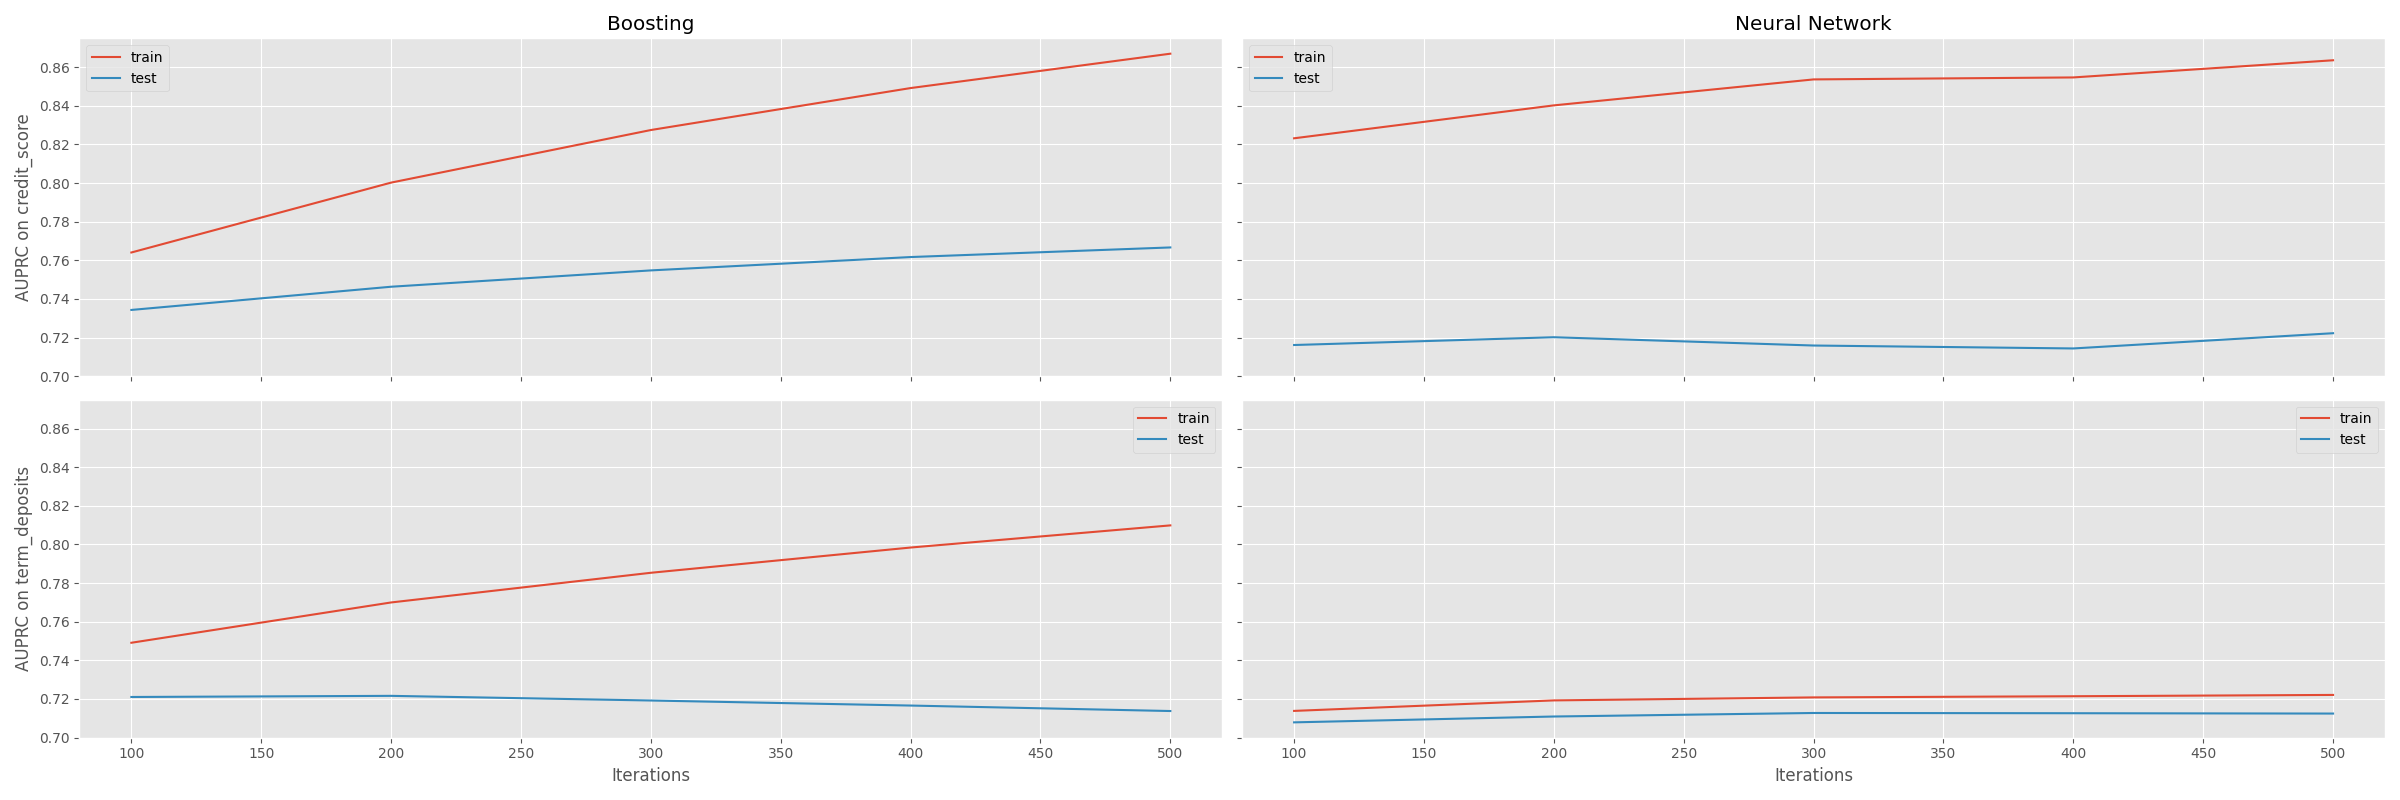 Boosting
train
test
0.86
0.84
0.82
0.80
0.78
0.76
0.74
0.72
0.70
AUPRC on credit_score
Neural Network
train
test
train
test
0.86
0.84
0.82
0.80
0.78
0.76
0.74
0.72
0.70
AUPRC on term_deposits
100 150 200 250 300 350 400 450 500
Iterations
train
test
100 150 200 250 300 350 400 450 500
Iterations